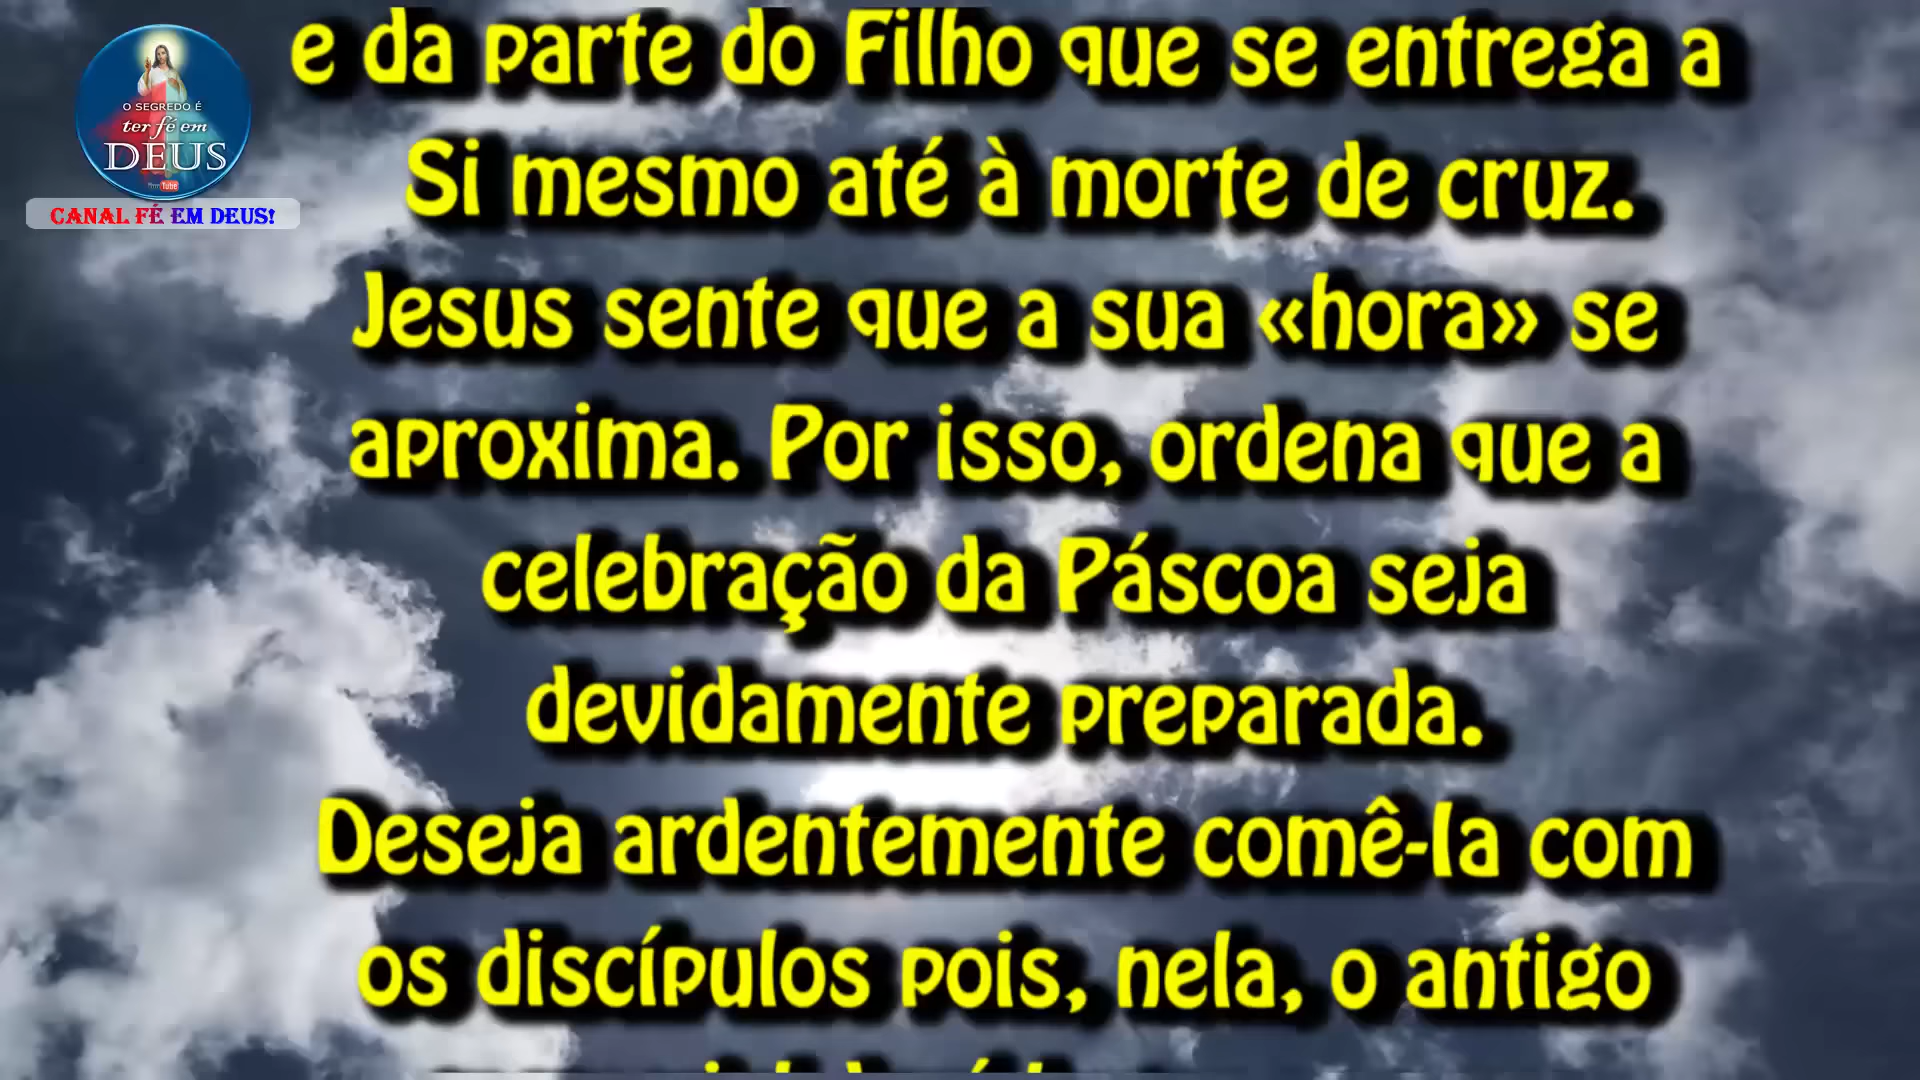 O SEGREDO É
ter fé em
DEUS
CANAL FÉ EM DEUS!
e da parte do Filho que se entrega a
Si mesmo até à morte de cruz.
Jesus sente que a sua «hora» se
aproxima. Por isso, ordena que a
celebração da Páscoa seja
devidamente preparada.
Deseja ardentemente comê-la com
os discípulos pois, nela, o antigo